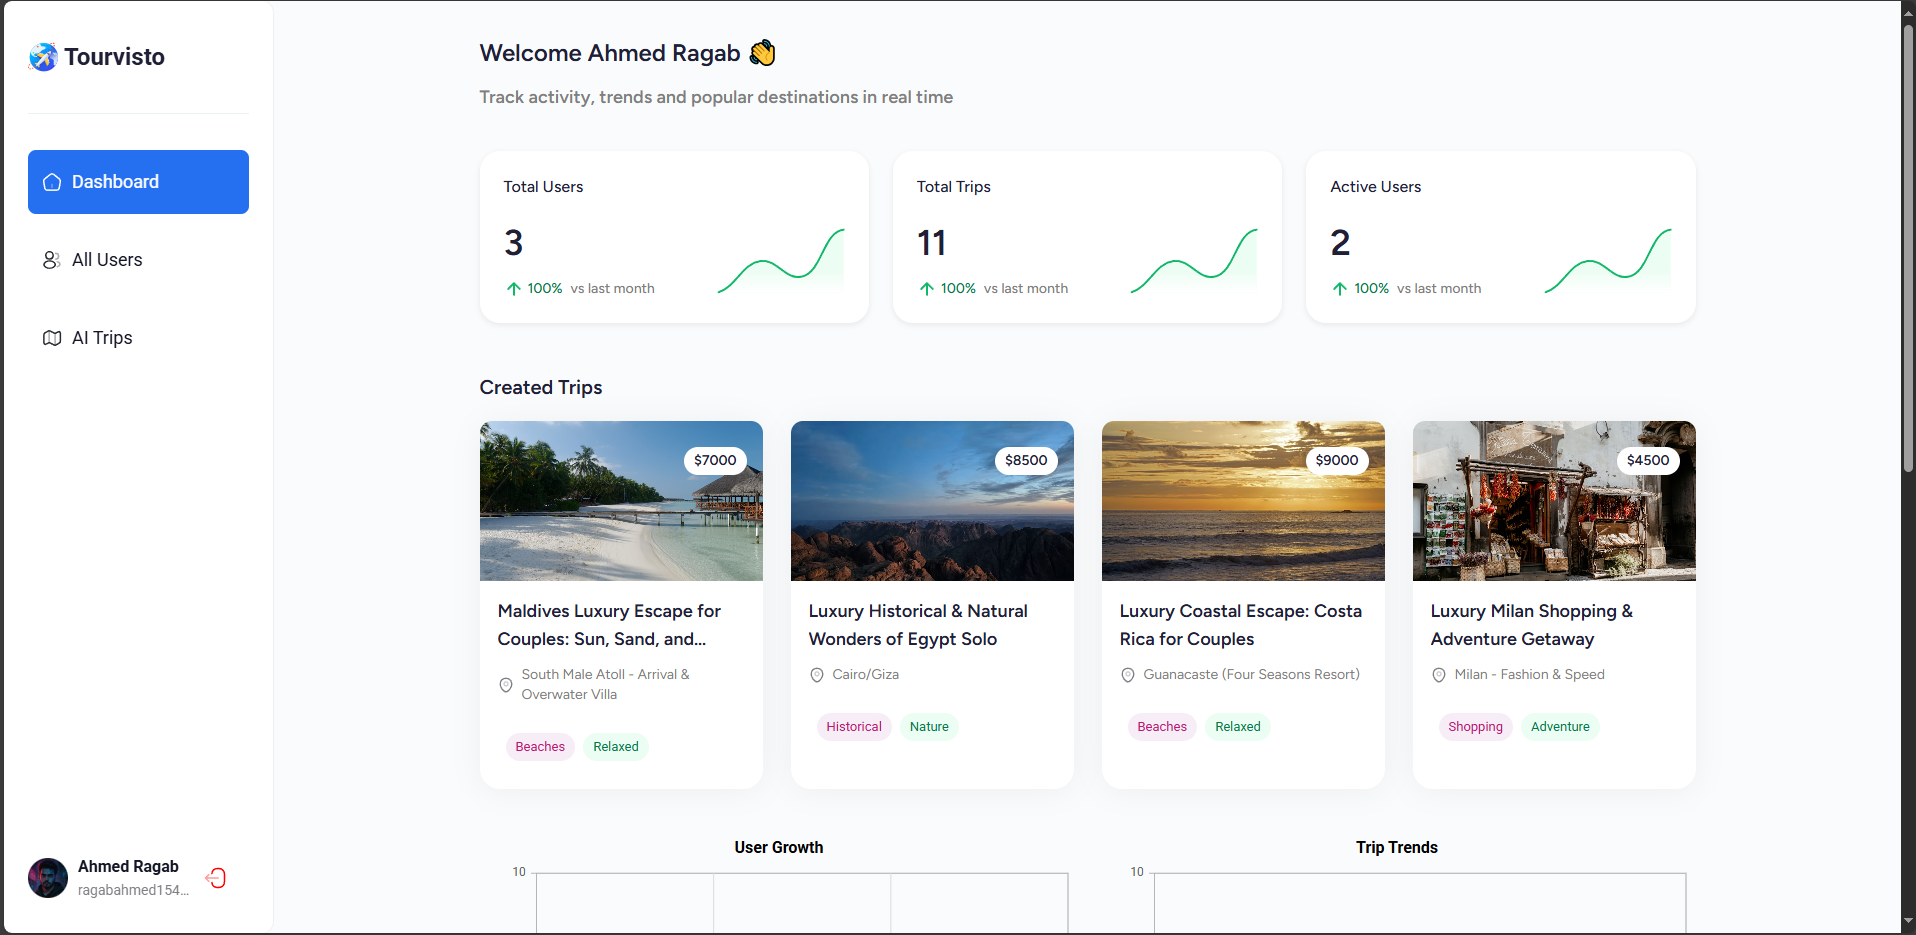 Tourvisto
Dashboard
All Users
AI Trips
Ahmed Ragab
ragabahmed154...
Welcome Ahmed Ragab 👋
Track activity, trends and popular destinations in real time
Total Users
3
100% vs last month
Total Trips
11
100% vs last month
Active Users
2
100% vs last month
Created Trips
$7000
Maldives Luxury Escape for
Couples: Sun, Sand, and...
South Male Atoll - Arrival &
Overwater Villa
Beaches
Relaxed
$8500
Luxury Historical & Natural
Wonders of Egypt Solo
Cairo/Giza
Historical
Nature
$9000
Luxury Coastal Escape: Costa
Rica for Couples
Guanacaste (Four Seasons Resort)
Beaches
Relaxed
$4500
Luxury Milan Shopping &
Adventure Getaway
Milan - Fashion & Speed
Shopping
Adventure
User Growth
10
Trip Trends
10